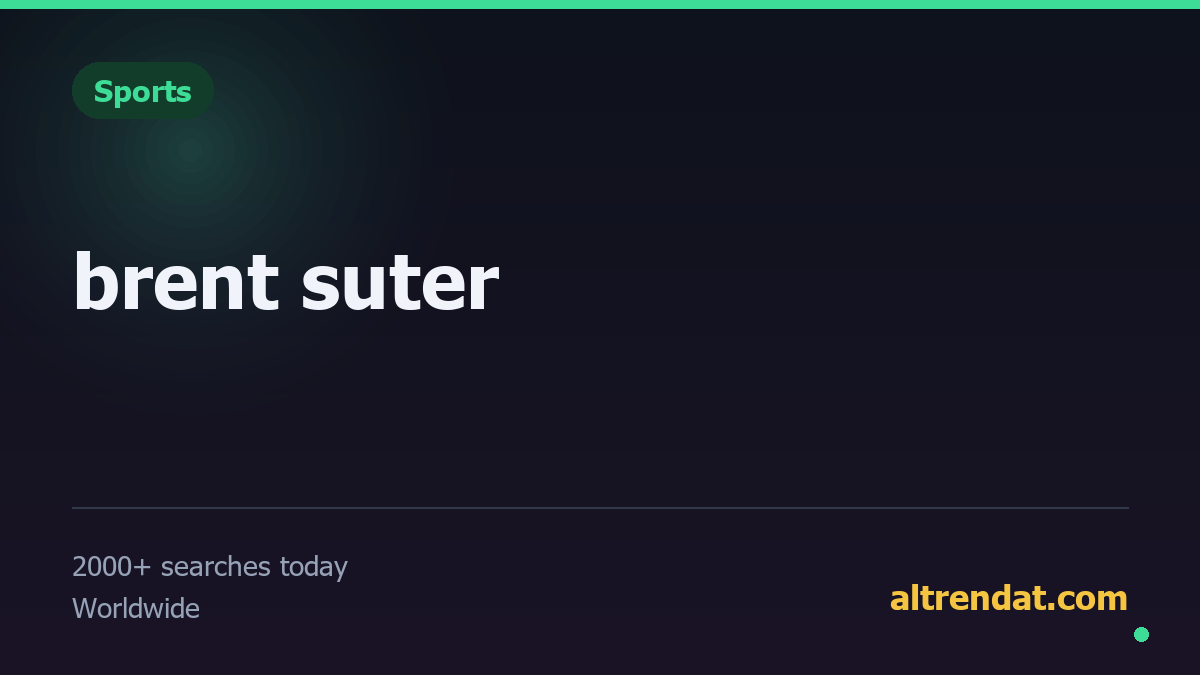 Sports
brent suter
2000+ searches today
Worldwide
altrendat.com